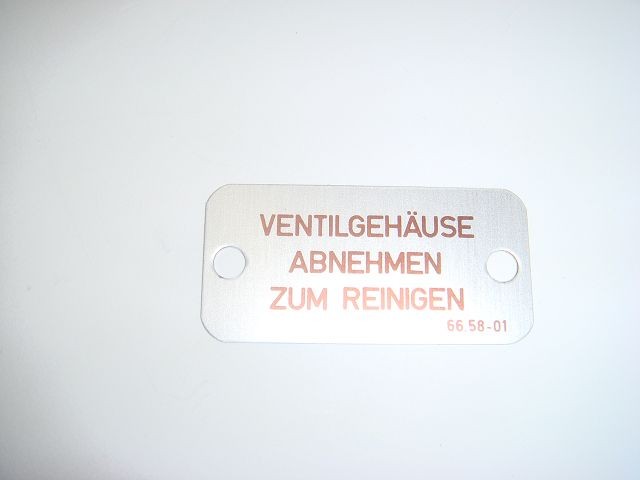 VENTILGEHÄUSE
ABNEHMEN
ZUM REINIGEN
66.58-01